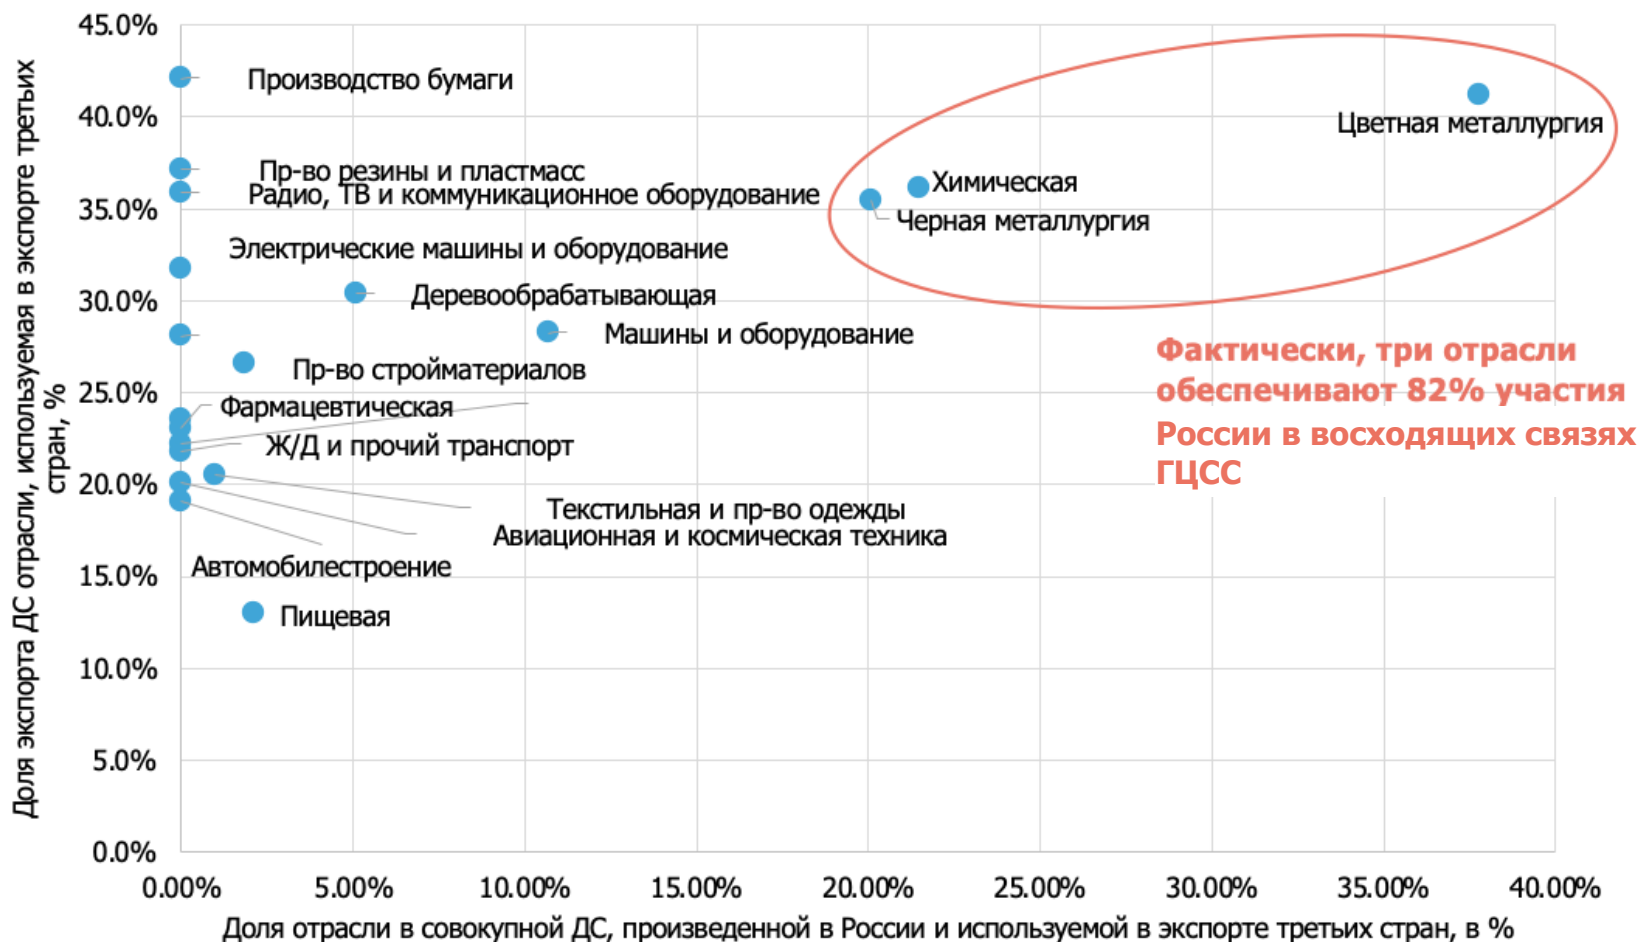 Доля экспорта ДС отрасли, используемая в экспорте третьих
стран, %
45.0%
40.0%
35.0%
30.0%
25.0%
20.0%
15.0%
10.0%
5.0%
0.0%
Производство бумаги
Цветная металлургия
Пр-во резины и пластмасс
Химическая
Радио, ТВ и коммуникационное оборудование
Черная металлургия
Электрические машины и оборудование
Деревообрабатывающая
Машины и оборудование
Фактически, три отрасли
обеспечивают 82% участия
России в восходящих связях
ГЦСС
Пр-во стройматериалов
Фармацевтическая
Ж/Д и прочий транспорт
Текстильная и пр-во одежды
Авиационная и космическая техника
Автомобилестроение
Пищевая
0.00%
5.00%
10.00%
15.00%
20.00%
25.00%
30.00%
35.00%
40.00%
Доля отрасли в совокупной ДС, произведенной в России и используемой в экспорте третьих стран, в %